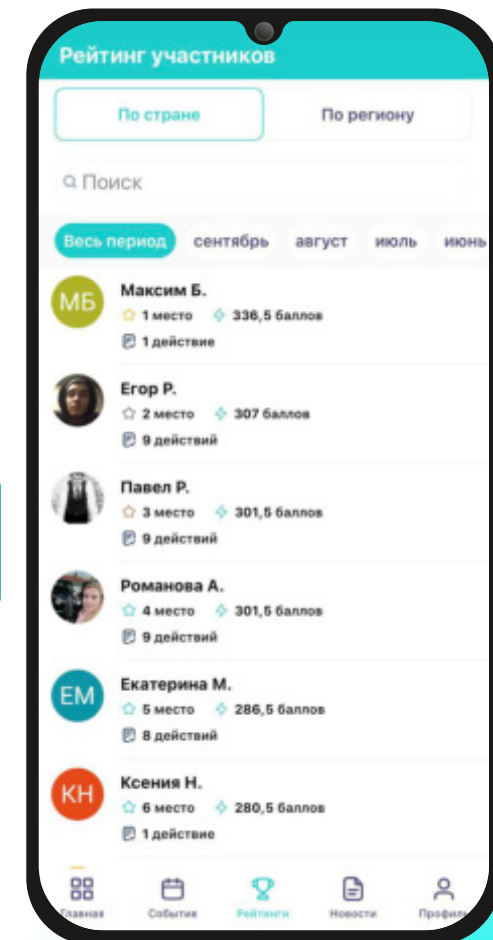 Рейтинг участников
По стране По региону
Поиск
Весь период сентябрь август июль июнь
МБ
Максим Б.
1 место 336,5 баллов
1 действие
Егор Р.
2 место 307 баллов
9 действий
Павел Р.
3 место 301,5 баллов
9 действий
Романова А.
4 место 301,5 баллов
9 действий
ЕМ
Екатерина М.
5 место 286,5 баллов
8 действий
КН
Ксения Н.
6 место 280,5 баллов
1 действие
Главная События Рейтинги Новости Профиль